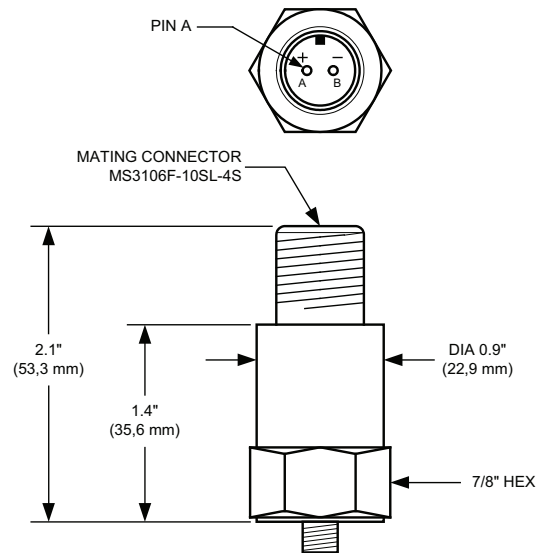 PIN A
+ −
A B
MATING CONNECTOR
MS3106F-10SL-4S
2.1"
(53,3 mm)
1.4"
(35,6 mm)
DIA 0.9"
(22,9 mm)
7/8" HEX